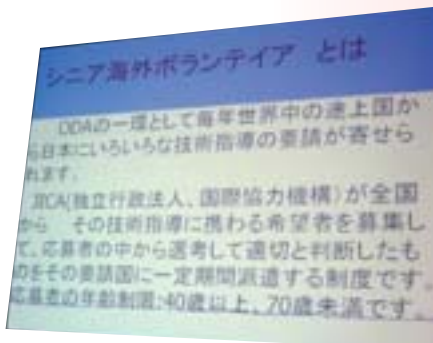 シニア海外ボランテイア とは
ODAの一環として毎年世界中の途上国か
ら日本にいろいろな技術指導の要請が寄せら
れます。
JICA(独立行政法人、国際協力機構)が全国
から その技術指導に携わる希望者を募集し
て、応募者の中から選考して適切と判断したも
のをその要請国に一定期間派遣する制度です。
応募者の年齢制限:40歳以上、70歳未満です。